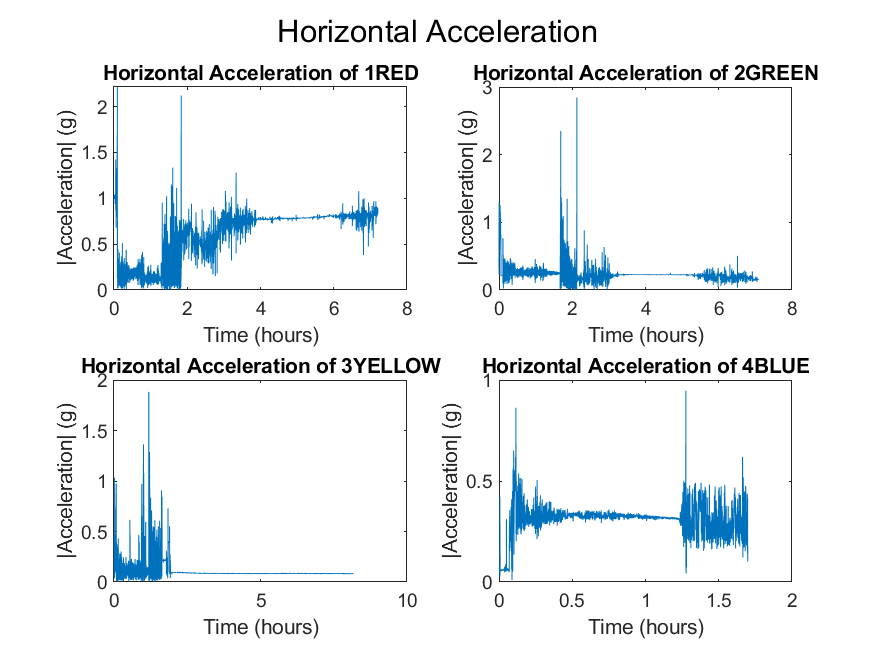 Horizontal Acceleration
Horizontal Acceleration of 1RED
|Acceleration| (g)
2
1.5
1
0.5
0
0 2 4 6 8
Time (hours)
Horizontal Acceleration of 2GREEN
|Acceleration| (g)
3
2
1
0
0 2 4 6 8
Time (hours)
Horizontal Acceleration of 3YELLOW
|Acceleration| (g)
2
1.5
1
0.5
0
0 5 10
Time (hours)
Horizontal Acceleration of 4BLUE
|Acceleration| (g)
1
0.5
0
0 0.5 1 1.5 2
Time (hours)